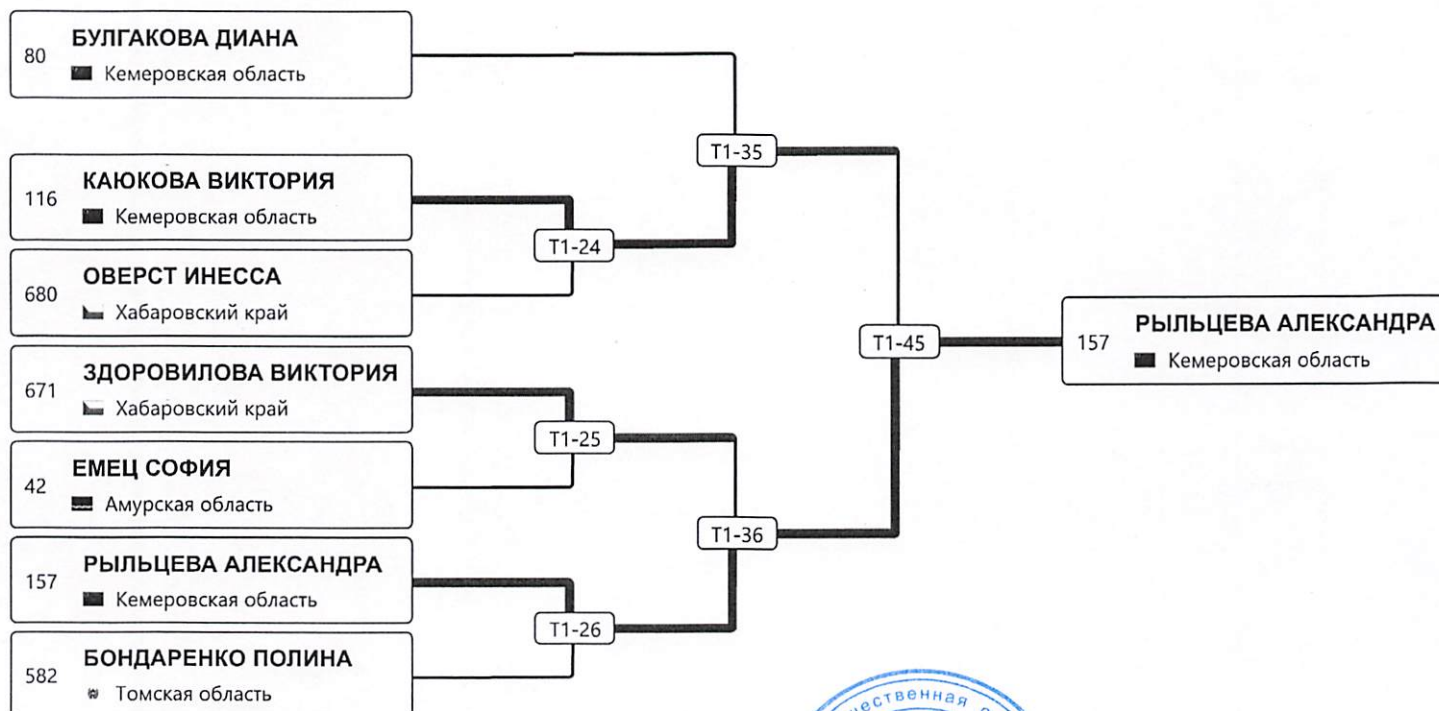 80 БУЛГАКОВА ДИАНА
Кемеровская область
116 КАЮКОВА ВИКТОРИЯ
Кемеровская область
680 ОВЕРСТ ИНЕССА
Хабаровский край
671 ЗДОРОВИЛОВА ВИКТОРИЯ
Хабаровский край
42 ЕМЕЦ СОФИЯ
Амурская область
157 РЫЛЬЦЕВА АЛЕКСАНДРА
Кемеровская область
582 БОНДАРЕНКО ПОЛИНА
Томская область
T1-24
T1-25
T1-26
T1-35
T1-36
T1-45
157 РЫЛЬЦЕВА АЛЕКСАНДРА
Кемеровская область